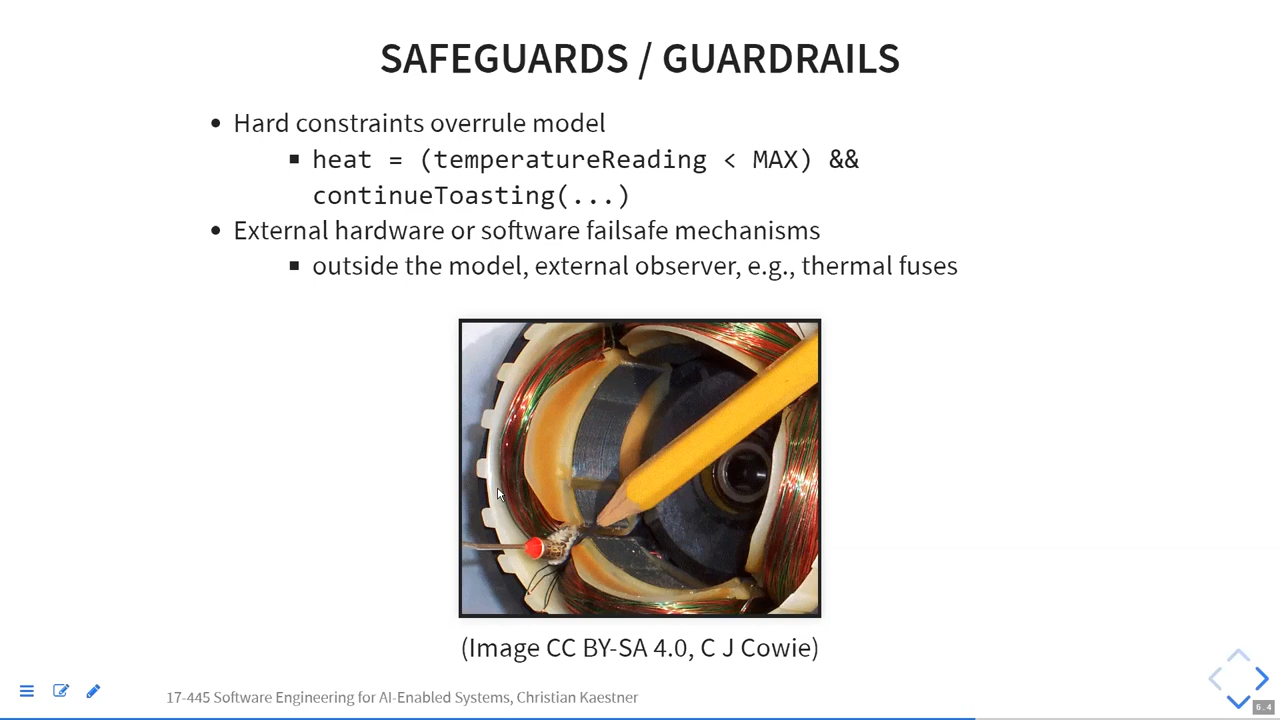 SAFEGUARDS / GUARDRAILS
Hard constraints overrule model
heat = (temperatureReading < MAX) &&
continueToasting(...)
External hardware or software failsafe mechanisms
outside the model, external observer, e.g., thermal fuses
(Image CC BY-SA 4.0, C J Cowie)
17-445 Software Engineering for AI-Enabled Systems, Christian Kaestner
6.4